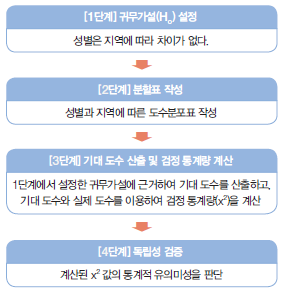 [1단계] 귀무가설(H₀) 설정
성별은 지역에 따라 차이가 없다.
[2단계] 분할표 작성
성별과 지역에 따른 도수분포표 작성
[3단계] 기대 도수 산출 및 검정 통계량 계산
1단계에서 설정한 귀무가설에 근거하여 기대 도수를 산출하고,
기대 도수와 실제 도수를 이용하여 검정 통계량(x²)을 계산
[4단계] 독립성 검증
계산된 x² 값의 통계적 유의미성을 판단